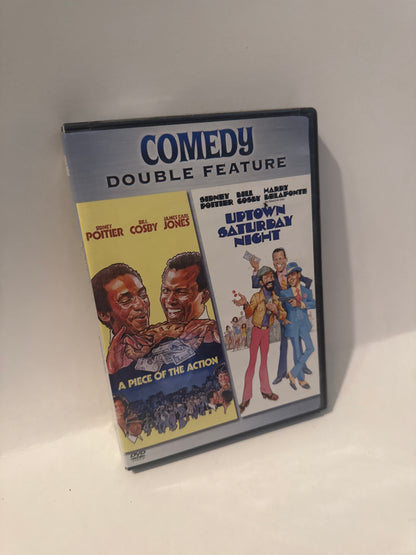 COMEDY
DOUBLE FEATURE
SIDNEY
POITIER
BILL
COSBY
JAMES EARL
JONES
A PIECE OF THE ACTION
SIDNEY
POITIER
BILL
COSBY
HARRY
BELAFONTE
UPTOWN
SATURDAY
NIGHT
DVD